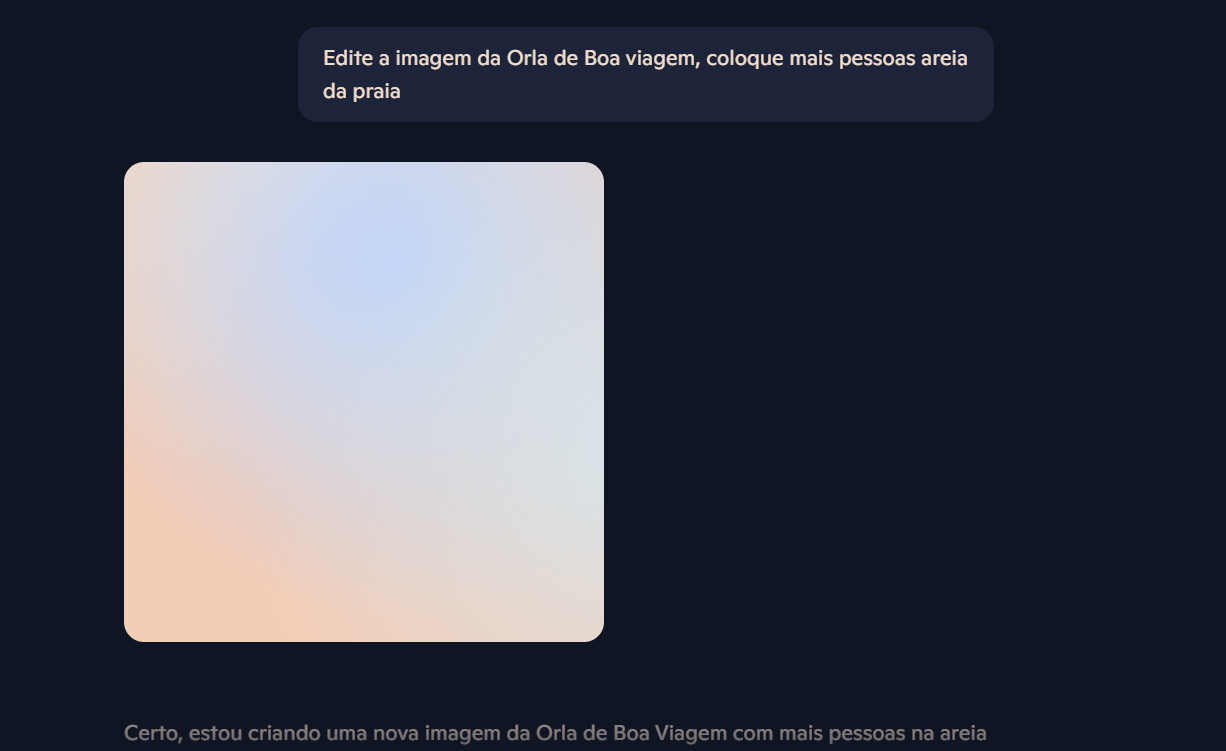 Edite a imagem da Orla de Boa viagem, coloque mais pessoas areia
da praia
Certo, estou criando uma nova imagem da Orla de Boa Viagem com mais pessoas na areia